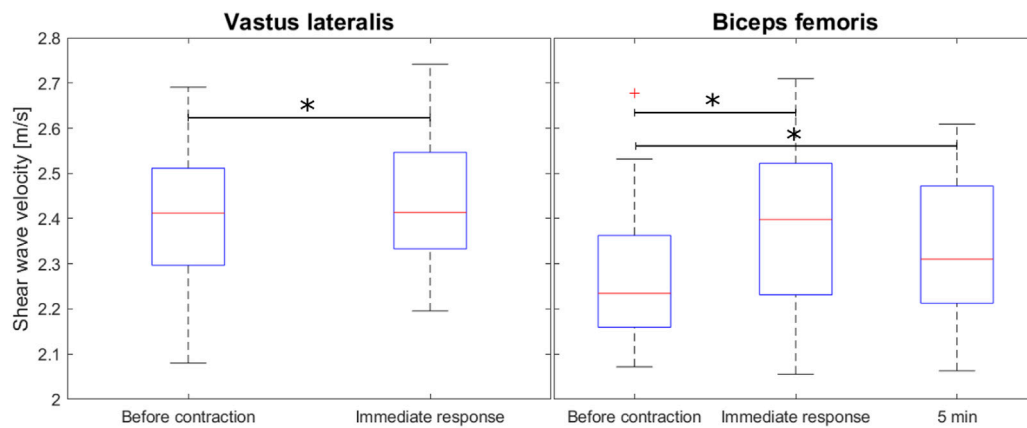 Vastus lateralis
Biceps femoris
Shear wave velocity [m/s]
2.8
2.7
2.6
2.5
2.4
2.3
2.2
2.1
2
*
*
*
Before contraction
Immediate response
Before contraction
Immediate response
5 min